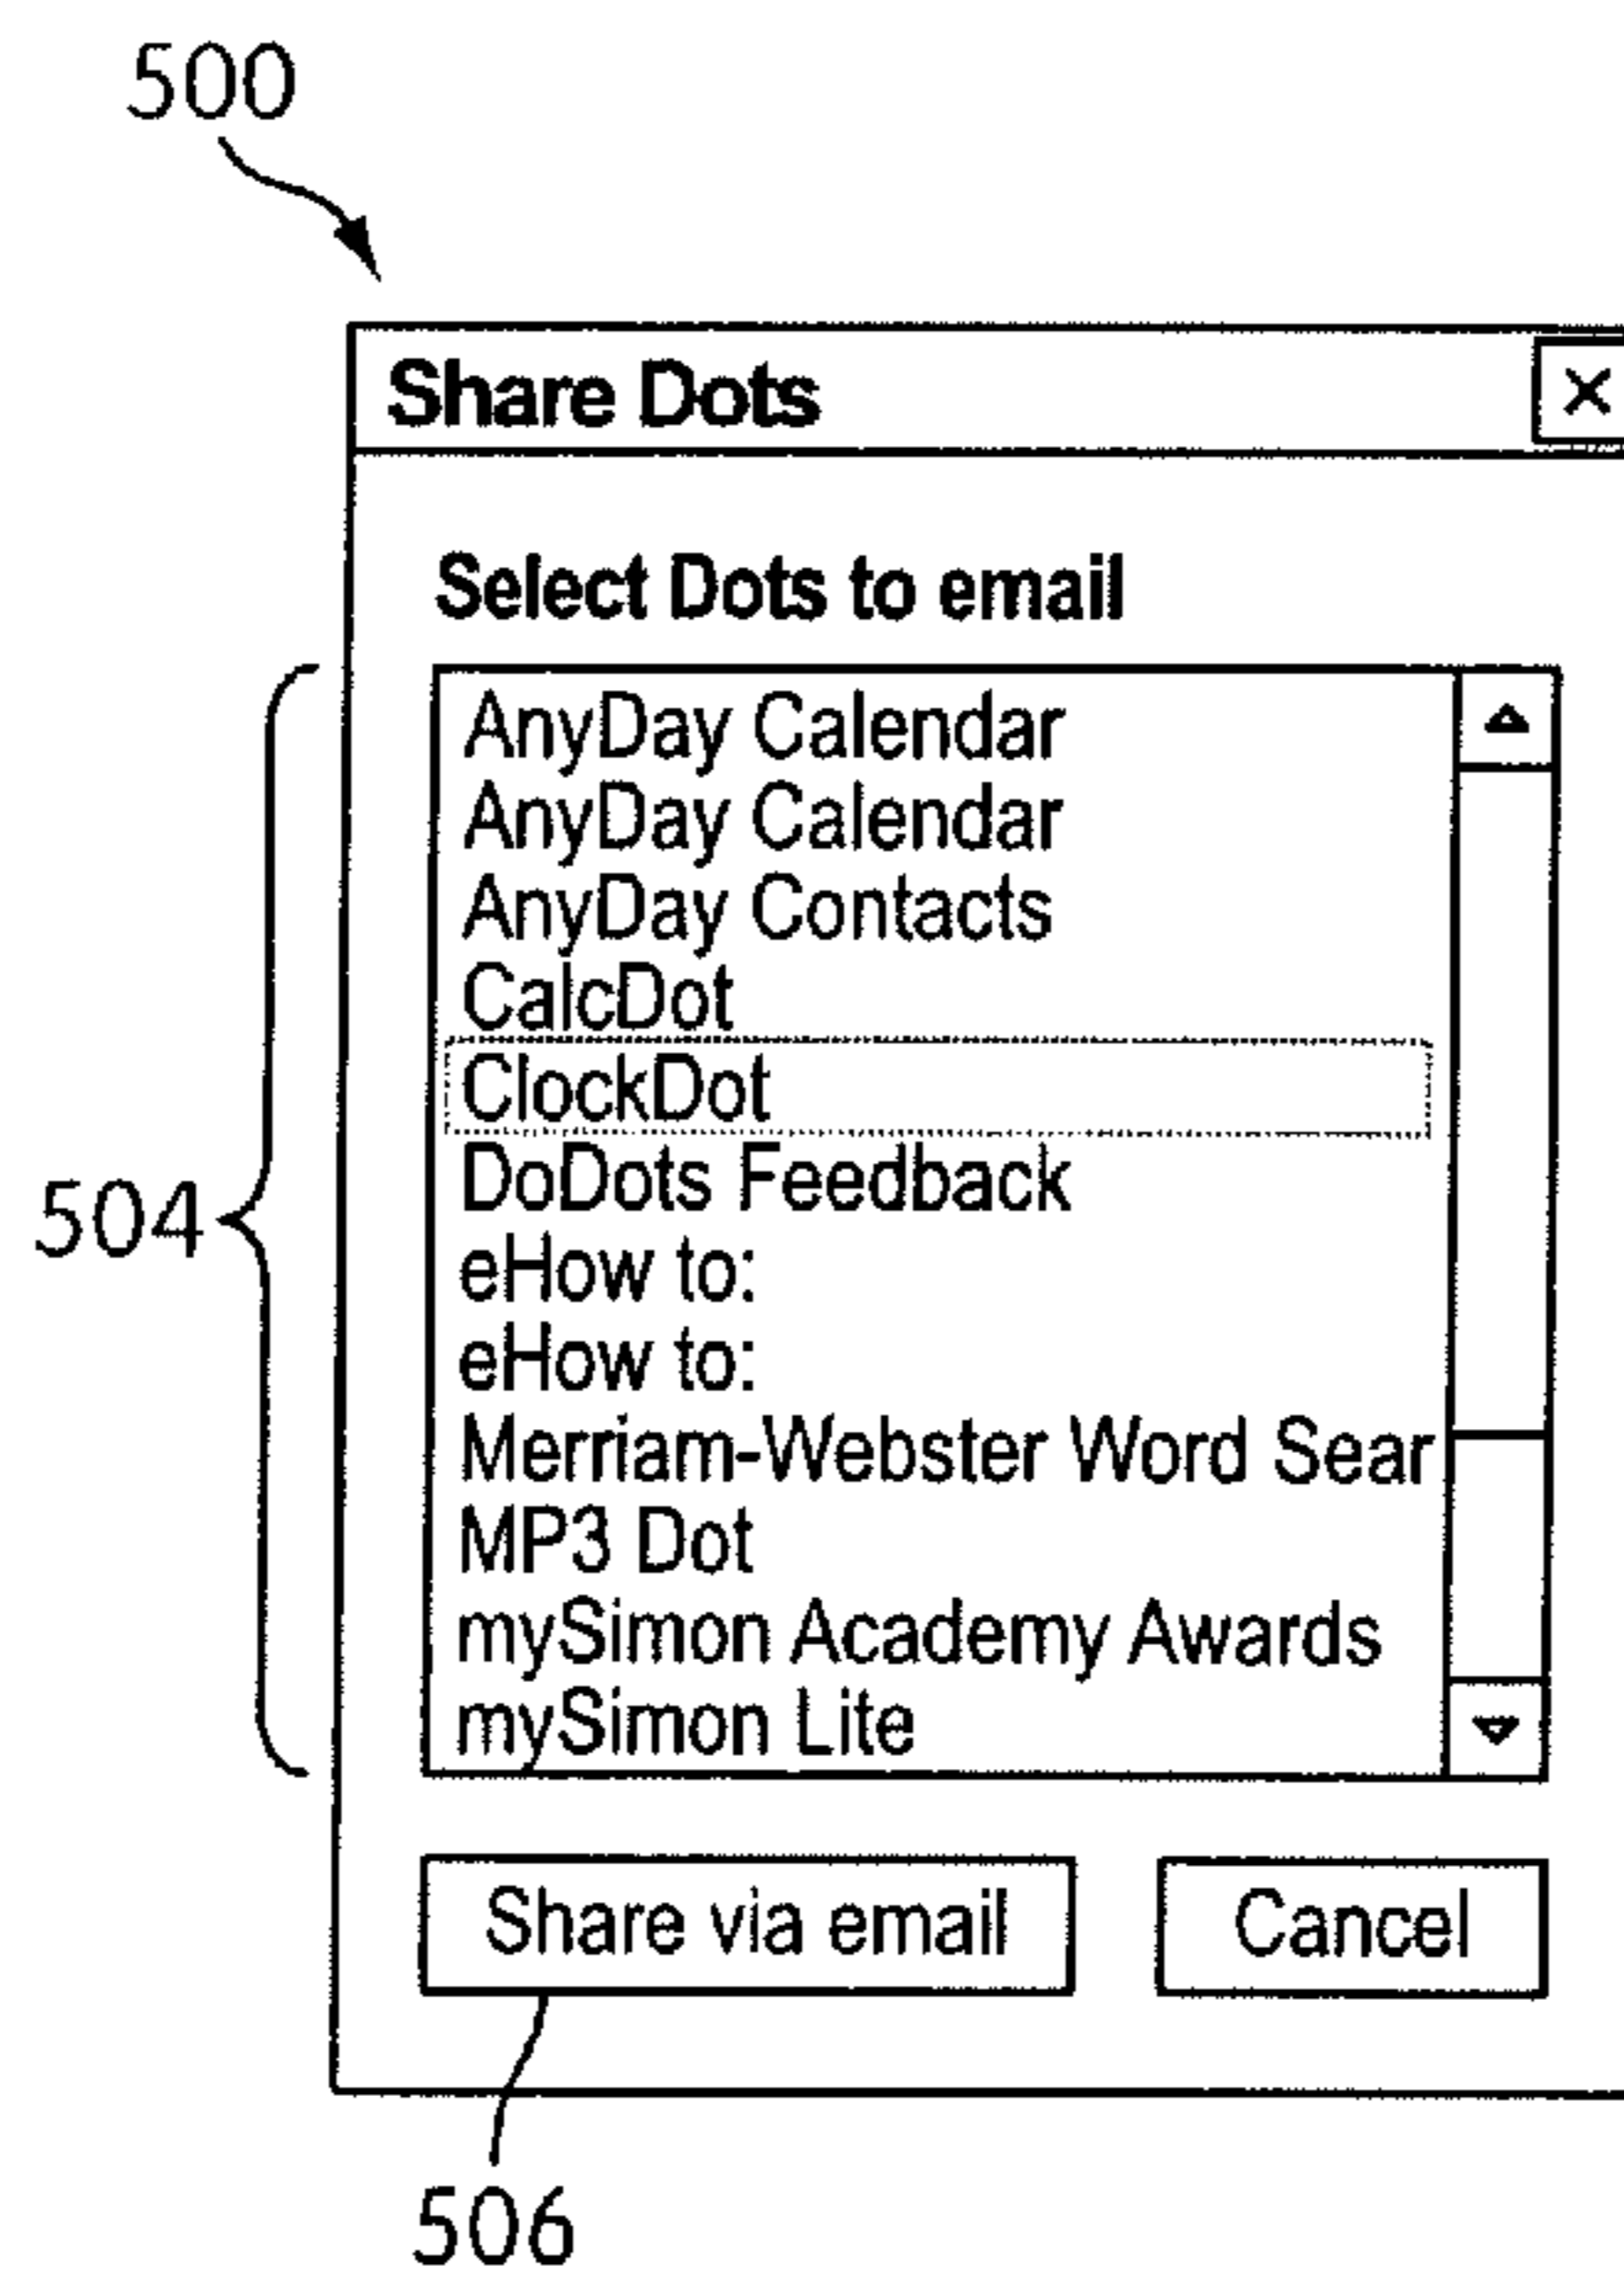 500
Share Dots
Select Dots to email
AnyDay Calendar
AnyDay Calendar
AnyDay Contacts
CalcDot
ClockDot
DoDots Feedback
504
eHow to:
eHow to:
Merriam-Webster Word Sear
MP3 Dot
mySimon Academy Awards
mySimon Lite
Share via email Cancel
506